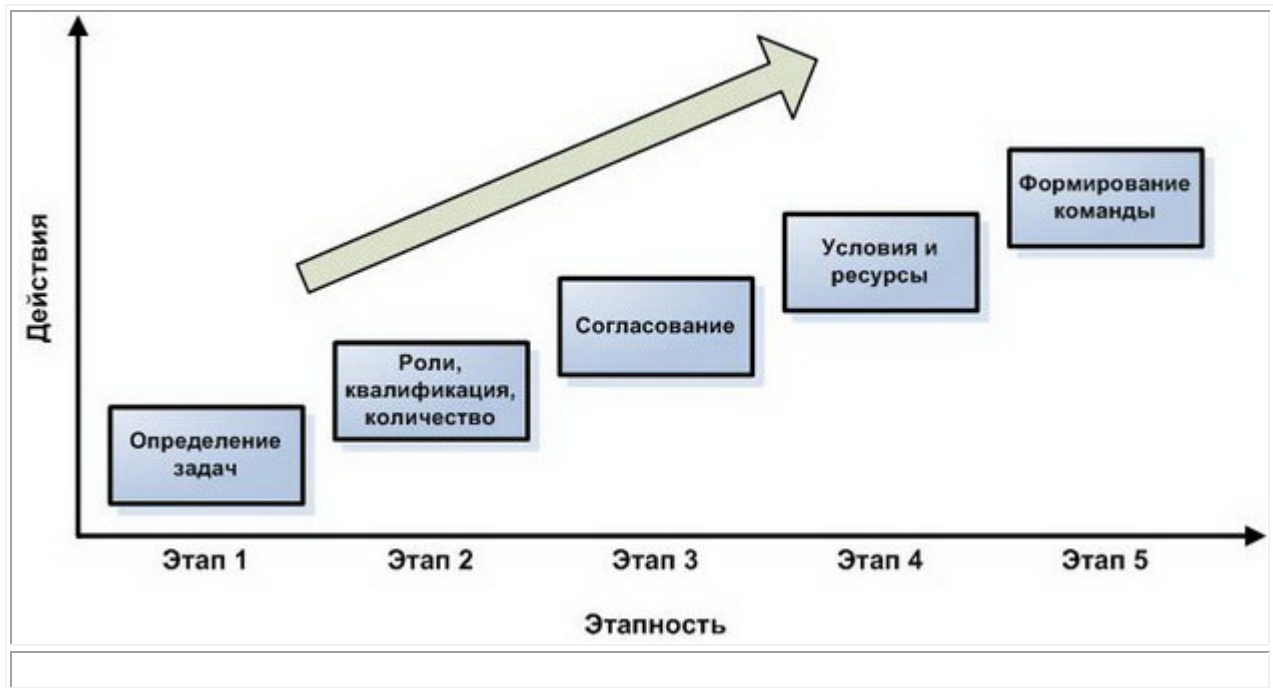 Действия
Формирование
команды
Условия и
ресурсы
Согласование
Роли,
квалификация,
количество
Определение
задач
Этап 1
Этап 2
Этап 3
Этап 4
Этап 5
Этапность